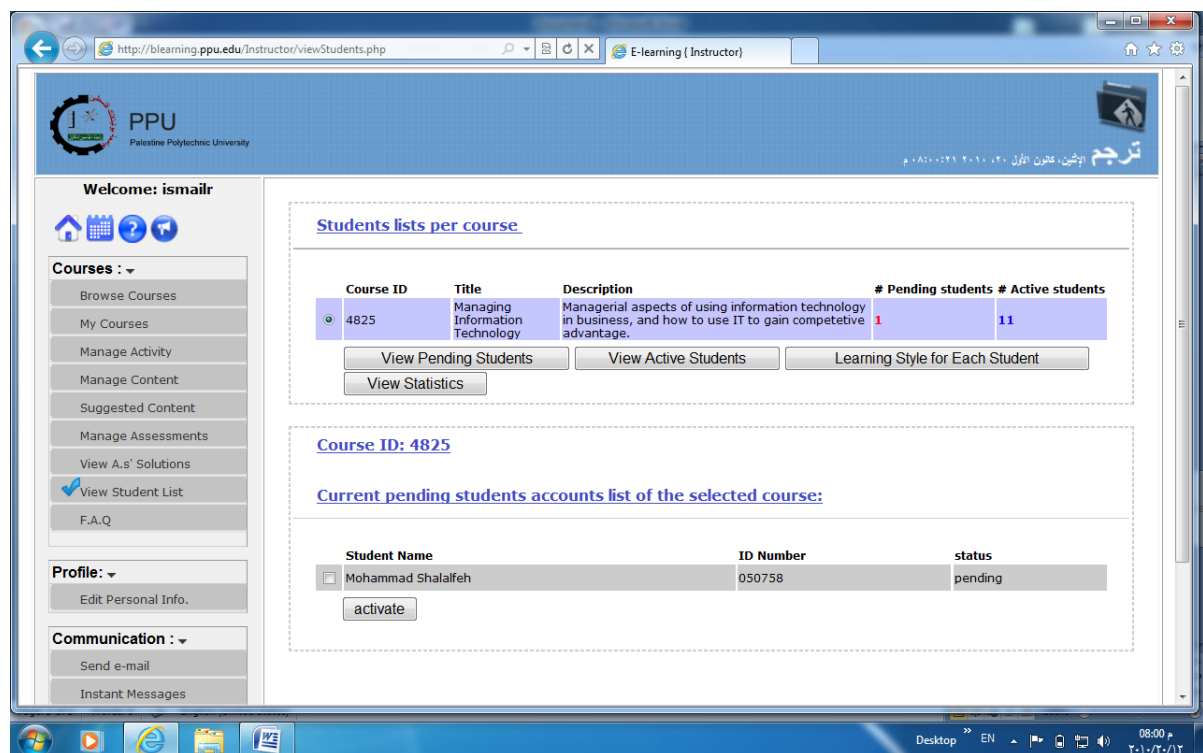 http://blearning.ppu.edu/Instructor/viewStudents.php
E-learning { Instructor}
PPU
Palestine Polytechnic University
ترجم
الإثنين، كانون الأول ٢٠، ٢٠١٠ ٠٨:٠٠:٢١ م
Welcome: ismailr
Courses :
Browse Courses
My Courses
Manage Activity
Manage Content
Suggested Content
Manage Assessments
View A.s' Solutions
View Student List
F.A.Q
Profile:
Edit Personal Info.
Communication :
Send e-mail
Instant Messages
Students lists per course
Course ID Title Description # Pending students # Active students
4825 Managing Information Technology Managerial aspects of using information technology in business, and how to use IT to gain competetive advantage. 1 11
View Pending Students View Active Students Learning Style for Each Student
View Statistics
Course ID: 4825
Current pending students accounts list of the selected course:
Student Name ID Number status
Mohammad Shalalfeh 050758 pending
activate
Desktop EN 08:00 م